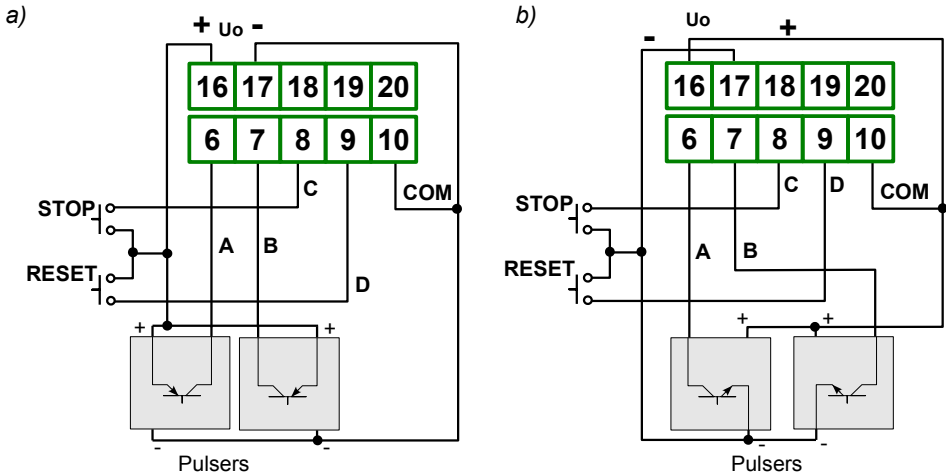 a)
+ Uo -
16 17 18 19 20
6 7 8 9 10
C
COM
STOP
A B
RESET
D
+ +
- -
Pulsers
b)
Uo +
-
16 17 18 19 20
6 7 8 9 10
C D
COM
STOP
A B
RESET
+ +
- -
Pulsers